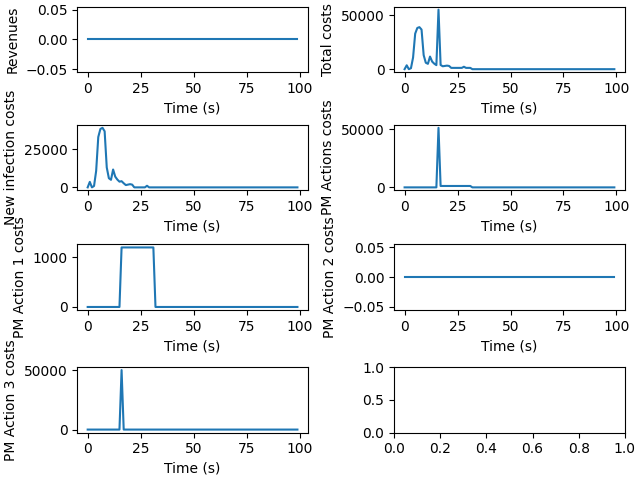 Revenues
0.05
0.00
−0.05
0 25 50 75 100
Time (s)
Total costs
50000
0
0 25 50 75 100
Time (s)
New infection costs
25000
0
0 25 50 75 100
Time (s)
PM Actions costs
50000
0
0 25 50 75 100
Time (s)
PM Action 1 costs
1000
0
0 25 50 75 100
Time (s)
PM Action 2 costs
0.05
0.00
−0.05
0 25 50 75 100
Time (s)
PM Action 3 costs
50000
0
0 25 50 75 100
Time (s)
1.0
0.5
0.0
0.0 0.2 0.4 0.6 0.8 1.0